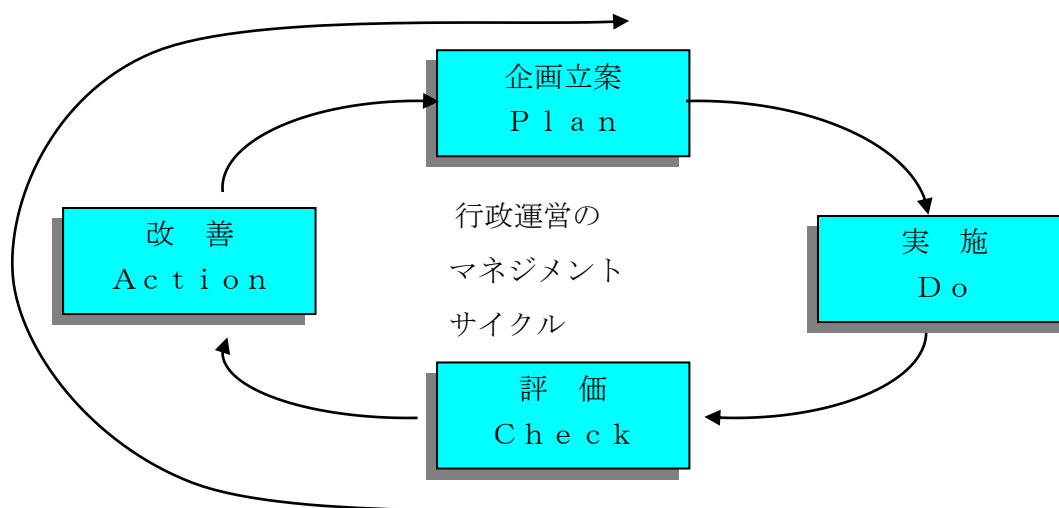 企画立案
Ｐｌａｎ
改　善
Ａｃｔｉｏｎ
行政運営の
マネジメント
サイクル
実　施
Ｄｏ
評　価
Ｃｈｅｃｋ